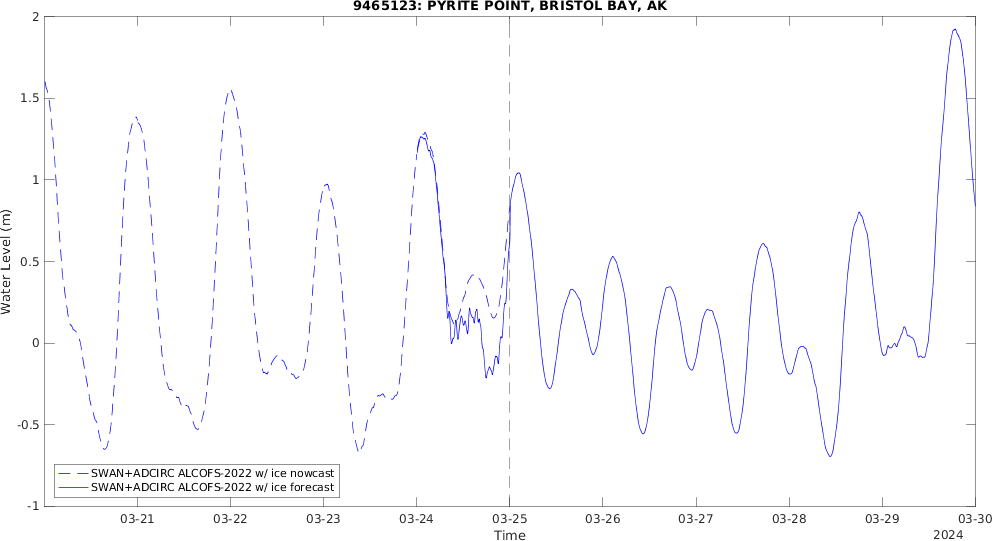 9465123: PYRITE POINT, BRISTOL BAY, AK
Water Level (m)
2
1.5
1
0.5
0
-0.5
-1
SWAN+ADCIRC ALCOFS-2022 w/ ice nowcast
SWAN+ADCIRC ALCOFS-2022 w/ ice forecast
03-21 03-22 03-23 03-24 03-25 03-26 03-27 03-28 03-29 03-30
Time
2024